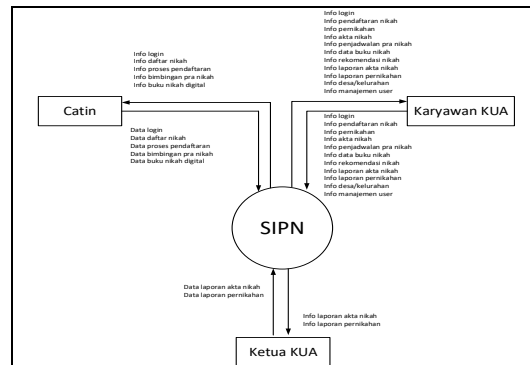 Info login
Info pendaftaran nikah
Info pernikahan
Info akta nikah
Info penjadwalan pra nikah
Info data buku nikah
Info rekomendasi nikah
Info laporan akta nikah
Info laporan pernikahan
Info desa/kelurahan
Info manajemen user
Info login
Info daftar nikah
Info proses pendaftaran
Info bimbingan pra nikah
Info buku nikah digital
Catin
Karyawan KUA
Data login
Data daftar nikah
Data proses pendaftaran
Data bimbingan pra nikah
Data buku nikah digital
Info login
Info pendaftaran nikah
Info pernikahan
Info akta nikah
Info penjadwalan pra nikah
Info data buku nikah
Info rekomendasi nikah
Info laporan akta nikah
Info laporan pernikahan
Info desa/kelurahan
Info manajemen user
SIPN
Data laporan akta nikah
Data laporan pernikahan
Info laporan akta nikah
Info laporan pernikahan
Ketua KUA